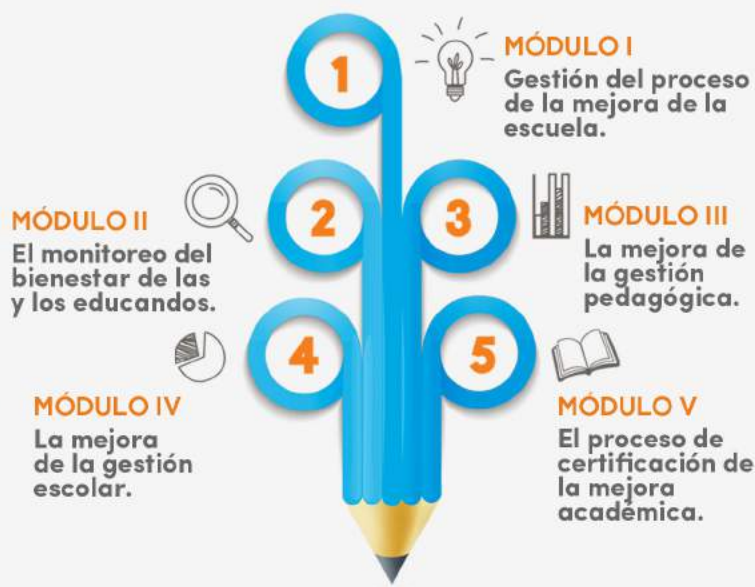 1
MÓDULO I
Gestión del proceso
de la mejora de la
escuela.
2
MÓDULO II
El monitoreo del
bienestar de las
y los educandos.
3
MÓDULO III
La mejora de
la gestión
pedagógica.
4
MÓDULO IV
La mejora
de la gestión
escolar.
5
MÓDULO V
El proceso de
certificación de
la mejora
académica.